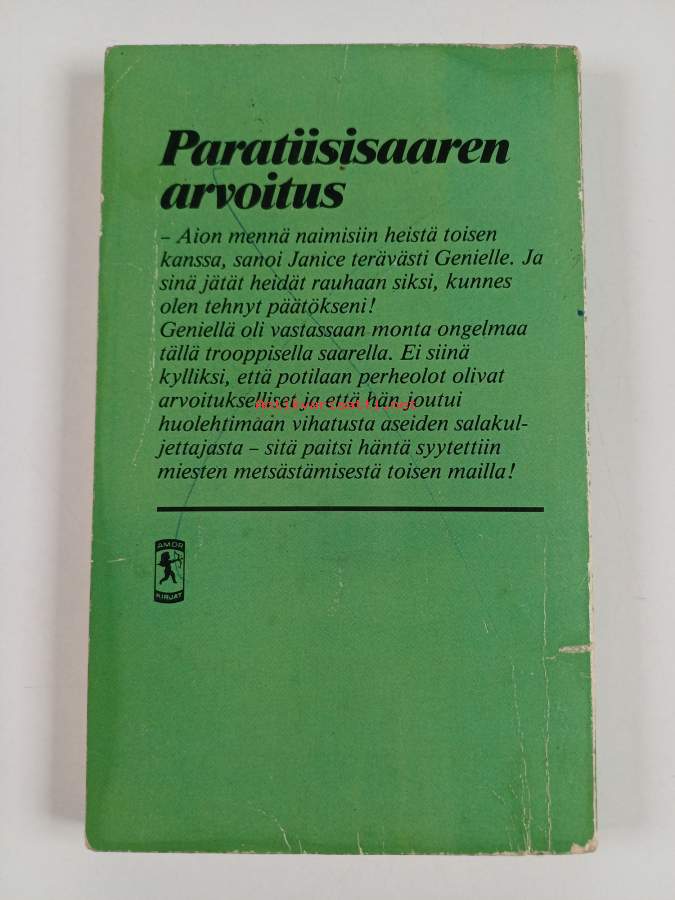 Paratiisisaaren
arvoitus
– Aion mennä naimisiin heistä toisen
kanssa, sanoi Janice terävästi Genielle. Ja
sinä jätät heidät rauhaan siksi, kunnes
olen tehnyt päätökseni!
Geniellä oli vastassaan monta ongelmaa
tällä trooppisella saarella. Ei siinä
kylliksi, että potilaan perheolot olivat
arvoitukselliset ja että hän joutui
huolehtimaan vihatusta aseiden salakul-
jettajasta – sitä paitsi häntä syytettiin
miesten metsästämisestä toisen mailla!
AMOR
KIRJAT